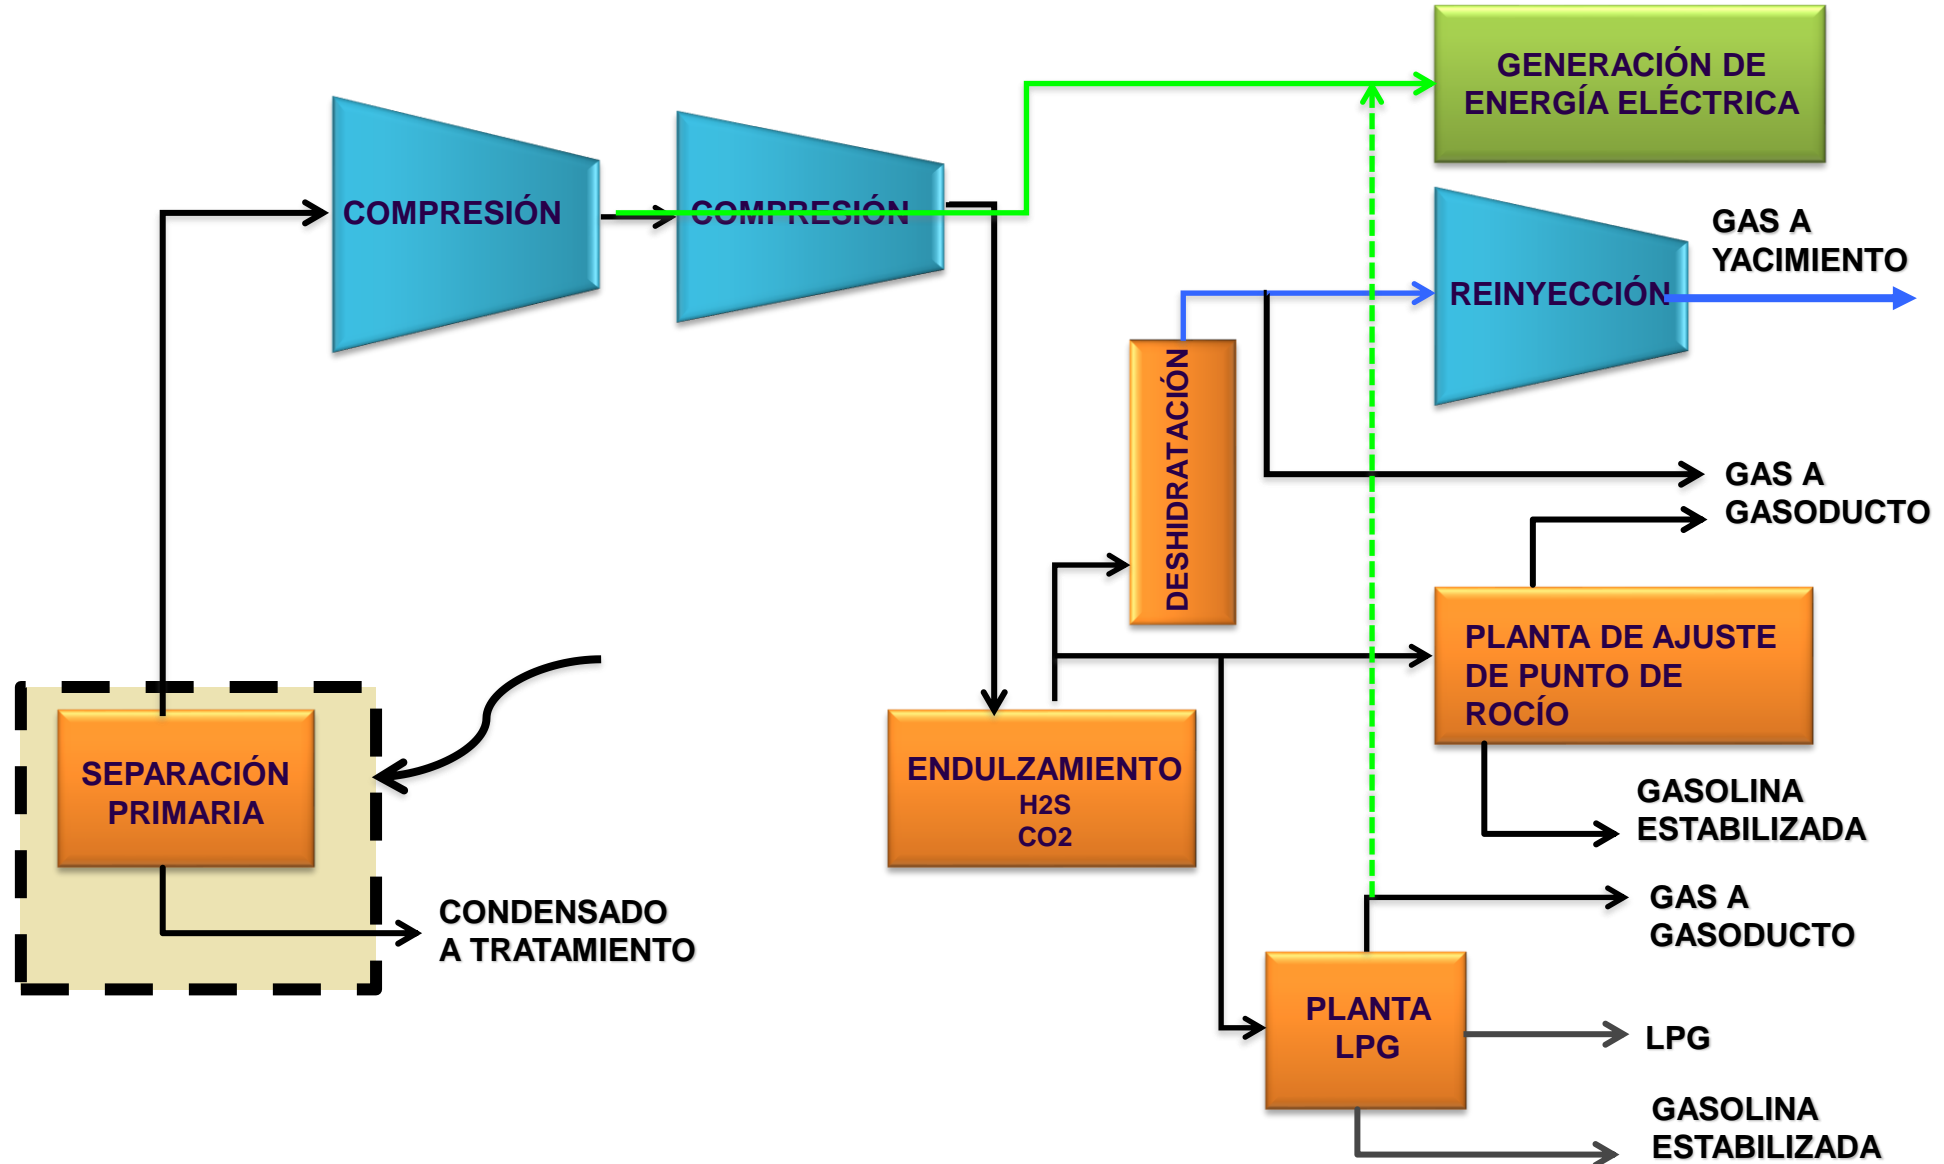 GENERACIÓN DE
ENERGÍA ELÉCTRICA
COMPRESIÓN
COMPRESIÓN
GAS A
YACIMIENTO
REINYECCIÓN
DESHIDRATACIÓN
GAS A
GASODUCTO
PLANTA DE AJUSTE
DE PUNTO DE
ROCÍO
SEPARACIÓN
PRIMARIA
ENDULZAMIENTO
H2S
CO2
GASOLINA
ESTABILIZADA
CONDENSADO
A TRATAMIENTO
GAS A
GASODUCTO
PLANTA
LPG
LPG
GASOLINA
ESTABILIZADA